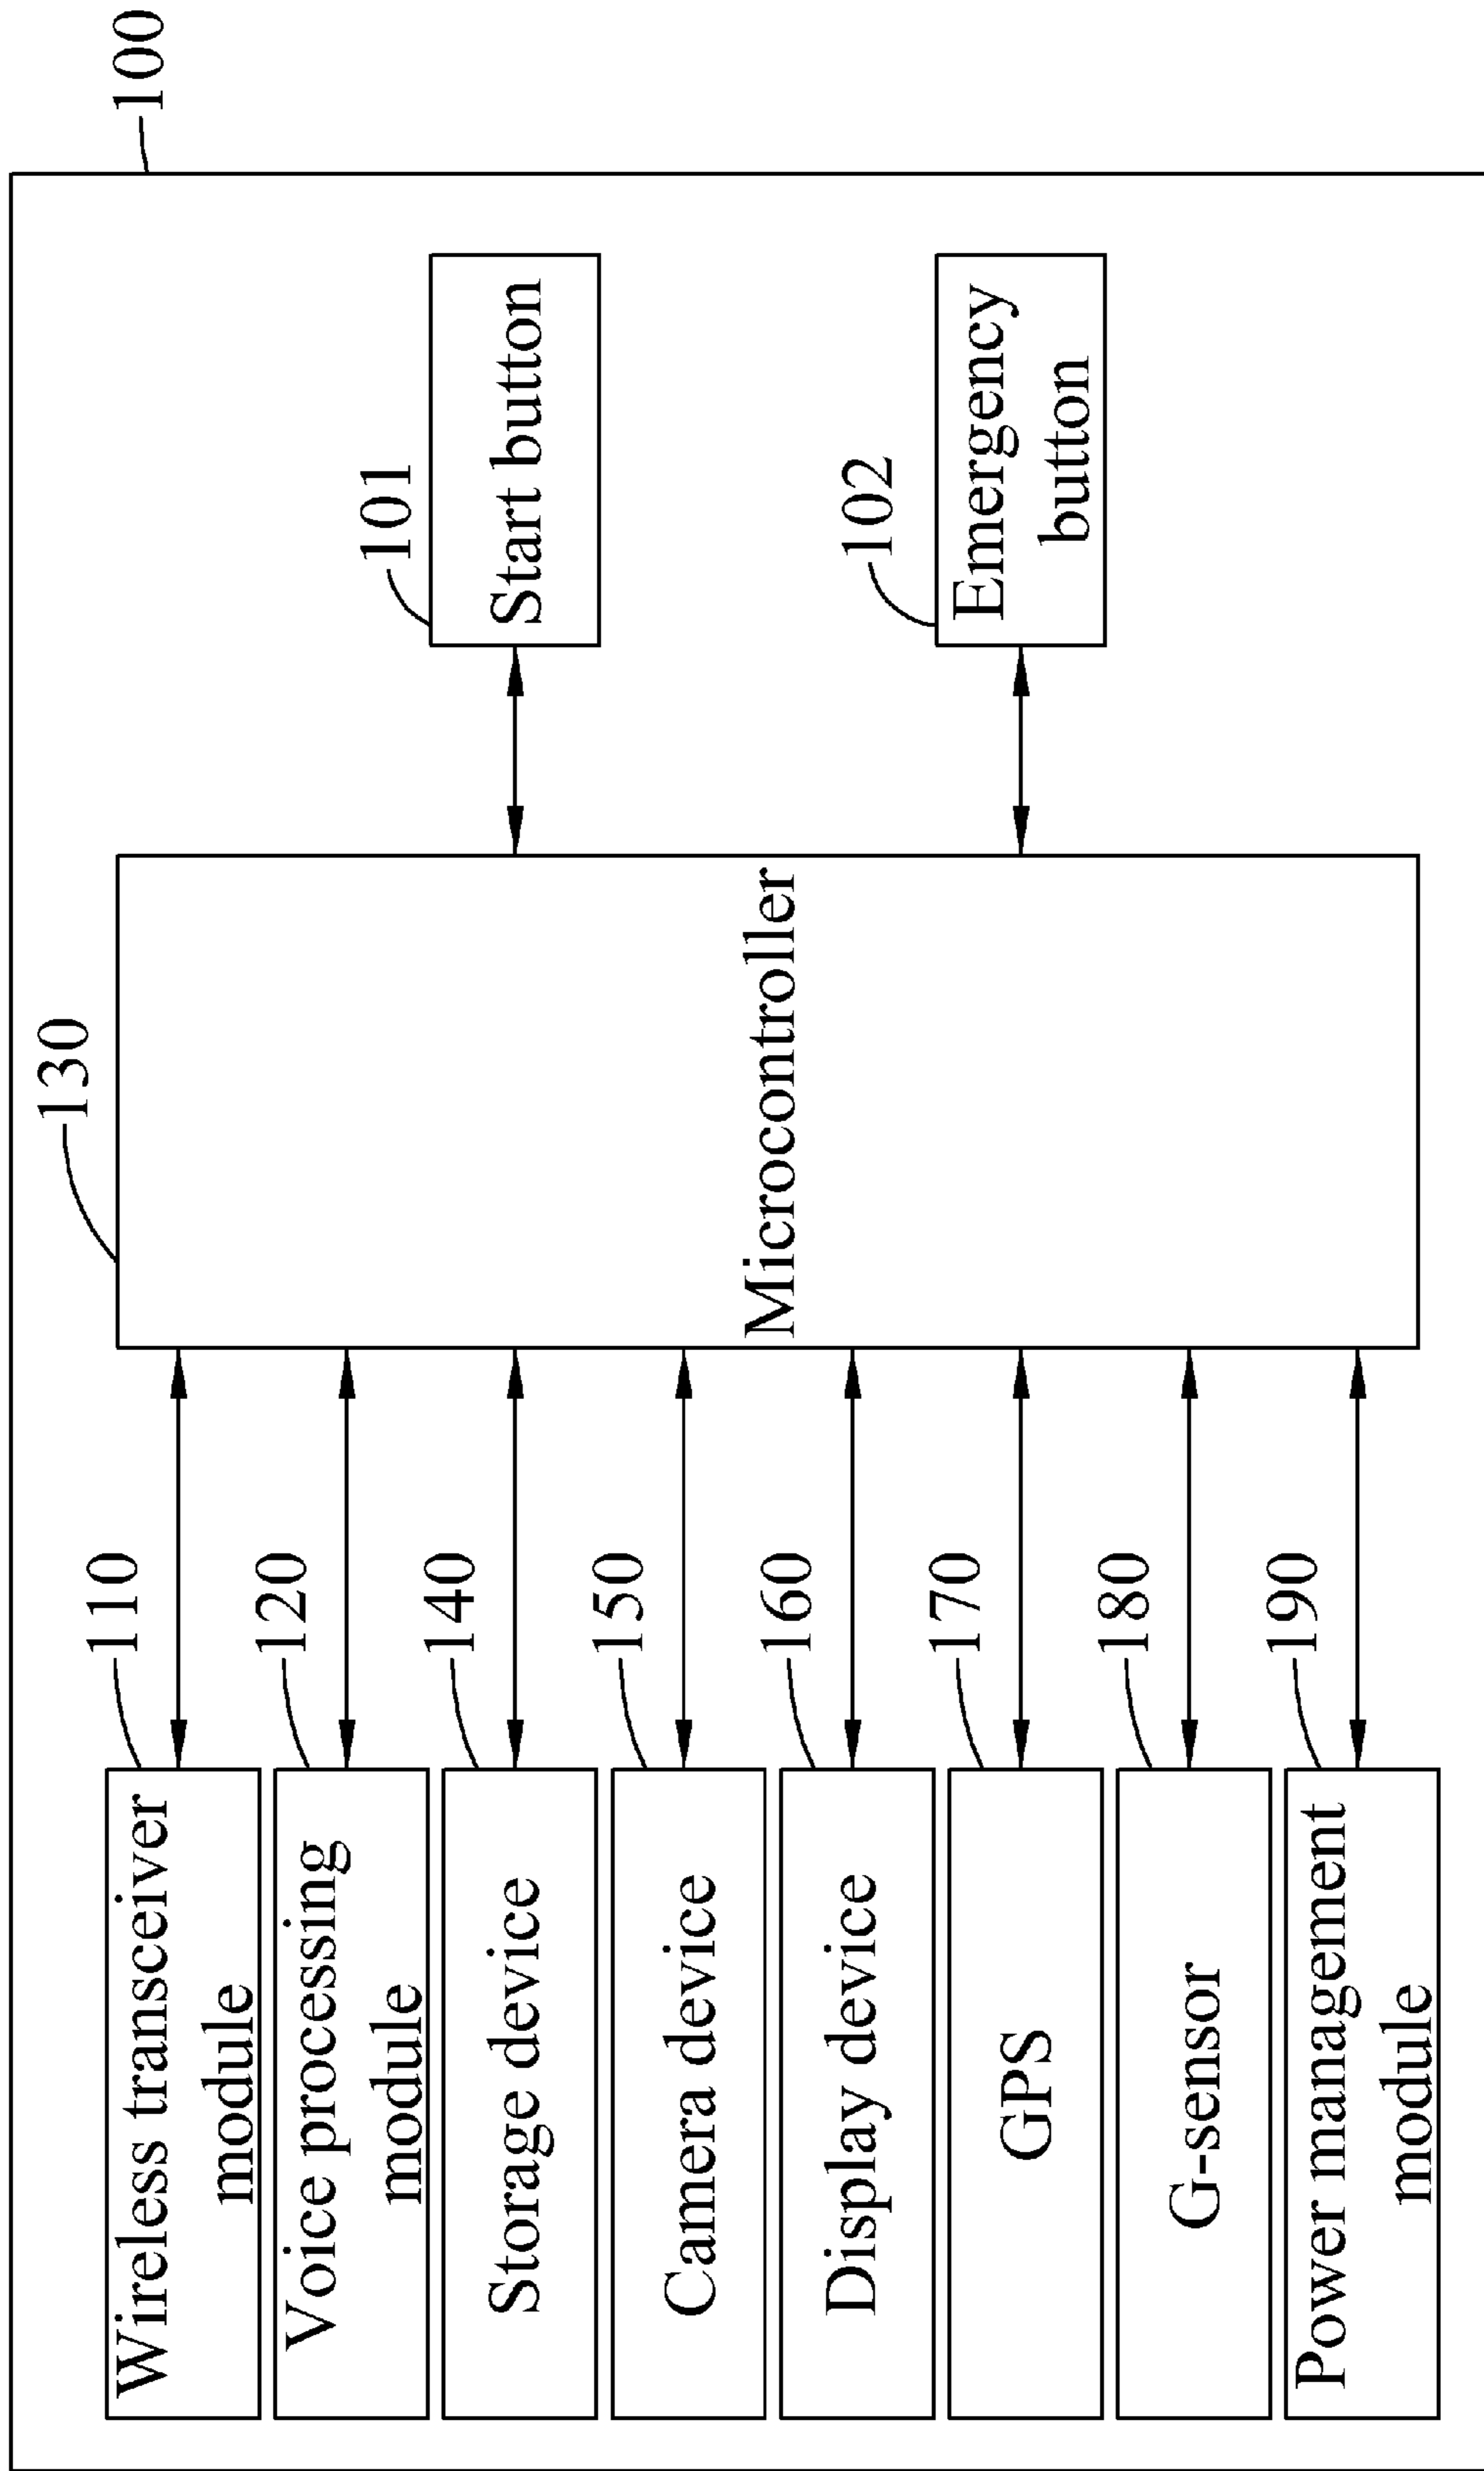 100
130
101
Start button
102
Emergency
button
Microcontroller
110
Wireless transceiver
module
120
Voice processing
module
140
Storage device
150
Camera device
160
Display device
170
GPS
180
G-sensor
190
Power management
module